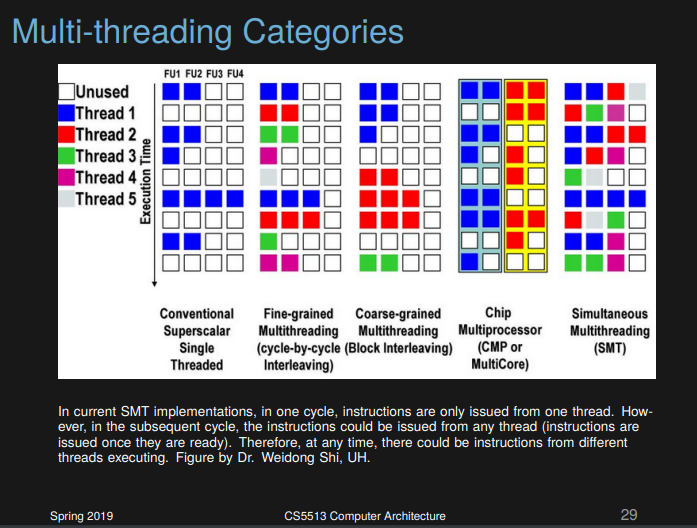 Multi-threading Categories
FU1 FU2 FU3 FU4
Unused
Thread 1
Thread 2
Thread 3
Thread 4
Thread 5
Execution Time
Conventional
Superscalar
Single
Threaded
Fine-grained
Multithreading
(cycle-by-cycle
Interleaving)
Coarse-grained
Multithreading
(Block Interleaving)
Chip
Multiprocessor
(CMP or
MultiCore)
Simultaneous
Multithreading
(SMT)
In current SMT implementations, in one cycle, instructions are only issued from one thread. How-
ever, in the subsequent cycle, the instructions could be issued from any thread (instructions are
issued once they are ready). Therefore, at any time, there could be instructions from different
threads executing. Figure by Dr. Weidong Shi, UH.
Spring 2019
CS5513 Computer Architecture
29